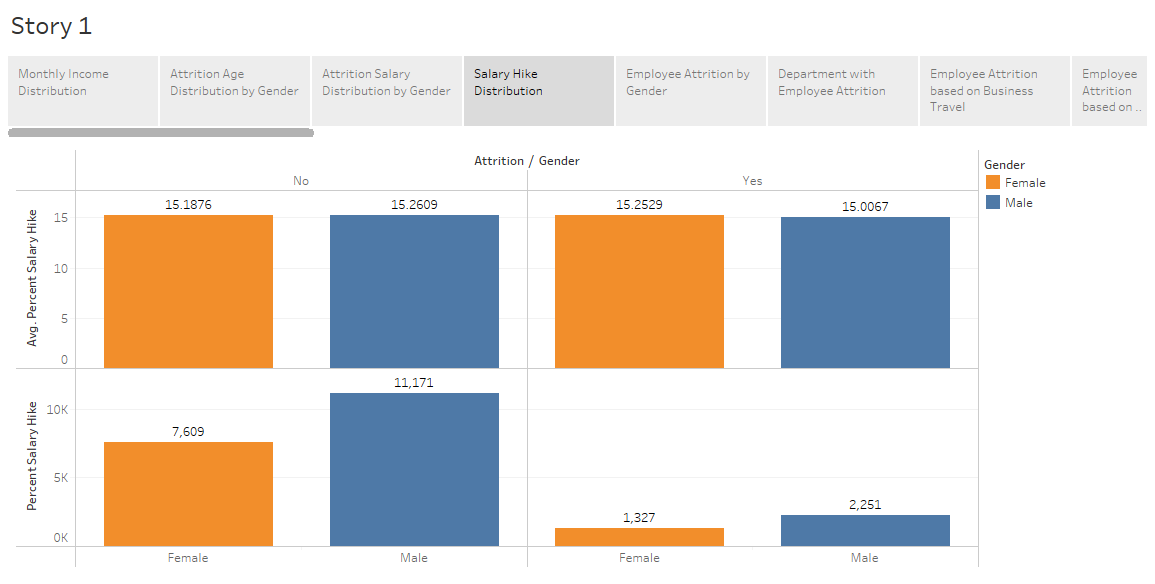 Story 1
Monthly Income
Distribution
Attrition Age
Distribution by Gender
Attrition Salary
Distribution by Gender
Salary Hike
Distribution
Employee Attrition by
Gender
Department with
Employee Attrition
Employee Attrition
based on Business
Travel
Employee
Attrition
based on ..
Attrition / Gender
No
Yes
Gender
Female
Male
Avg. Percent Salary Hike
15
10
5
0
15.1876
15.2609
15.2529
15.0067
Percent Salary Hike
10K
5K
0K
7,609
11,171
1,327
2,251
Female
Male
Female
Male